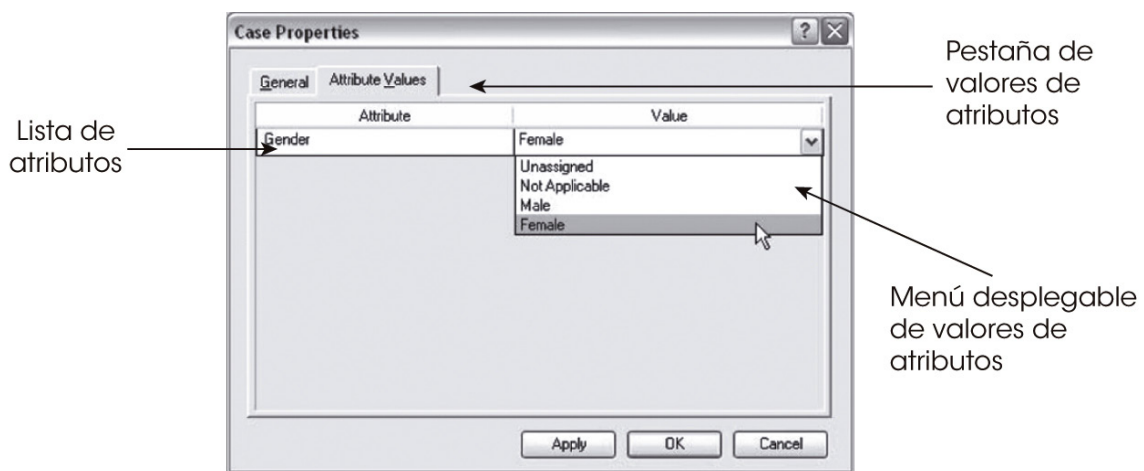 Case Properties
General
Attribute Values
Attribute
Value
Gender
Female
Unassigned
Not Applicable
Male
Female
Apply
OK
Cancel
Lista de
atributos
Pestaña de
valores de
atributos
Menú desplegable
de valores de
atributos